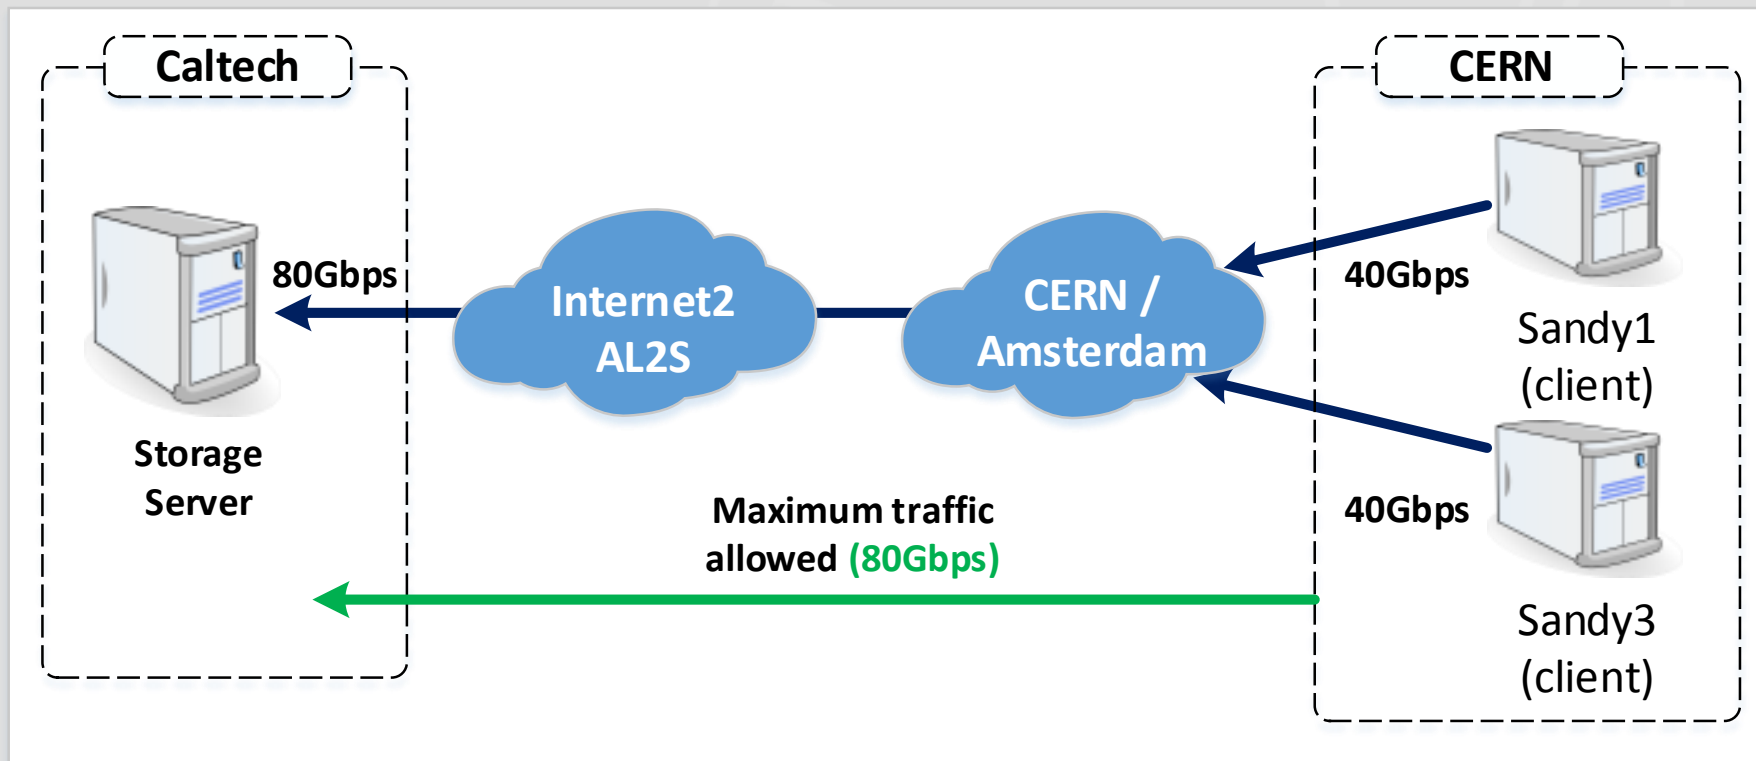 Caltech
CERN
80Gbps
Internet2
AL2S
CERN /
Amsterdam
40Gbps
Sandy1
(client)
Storage
Server
Maximum traffic
allowed (80Gbps)
40Gbps
Sandy3
(client)